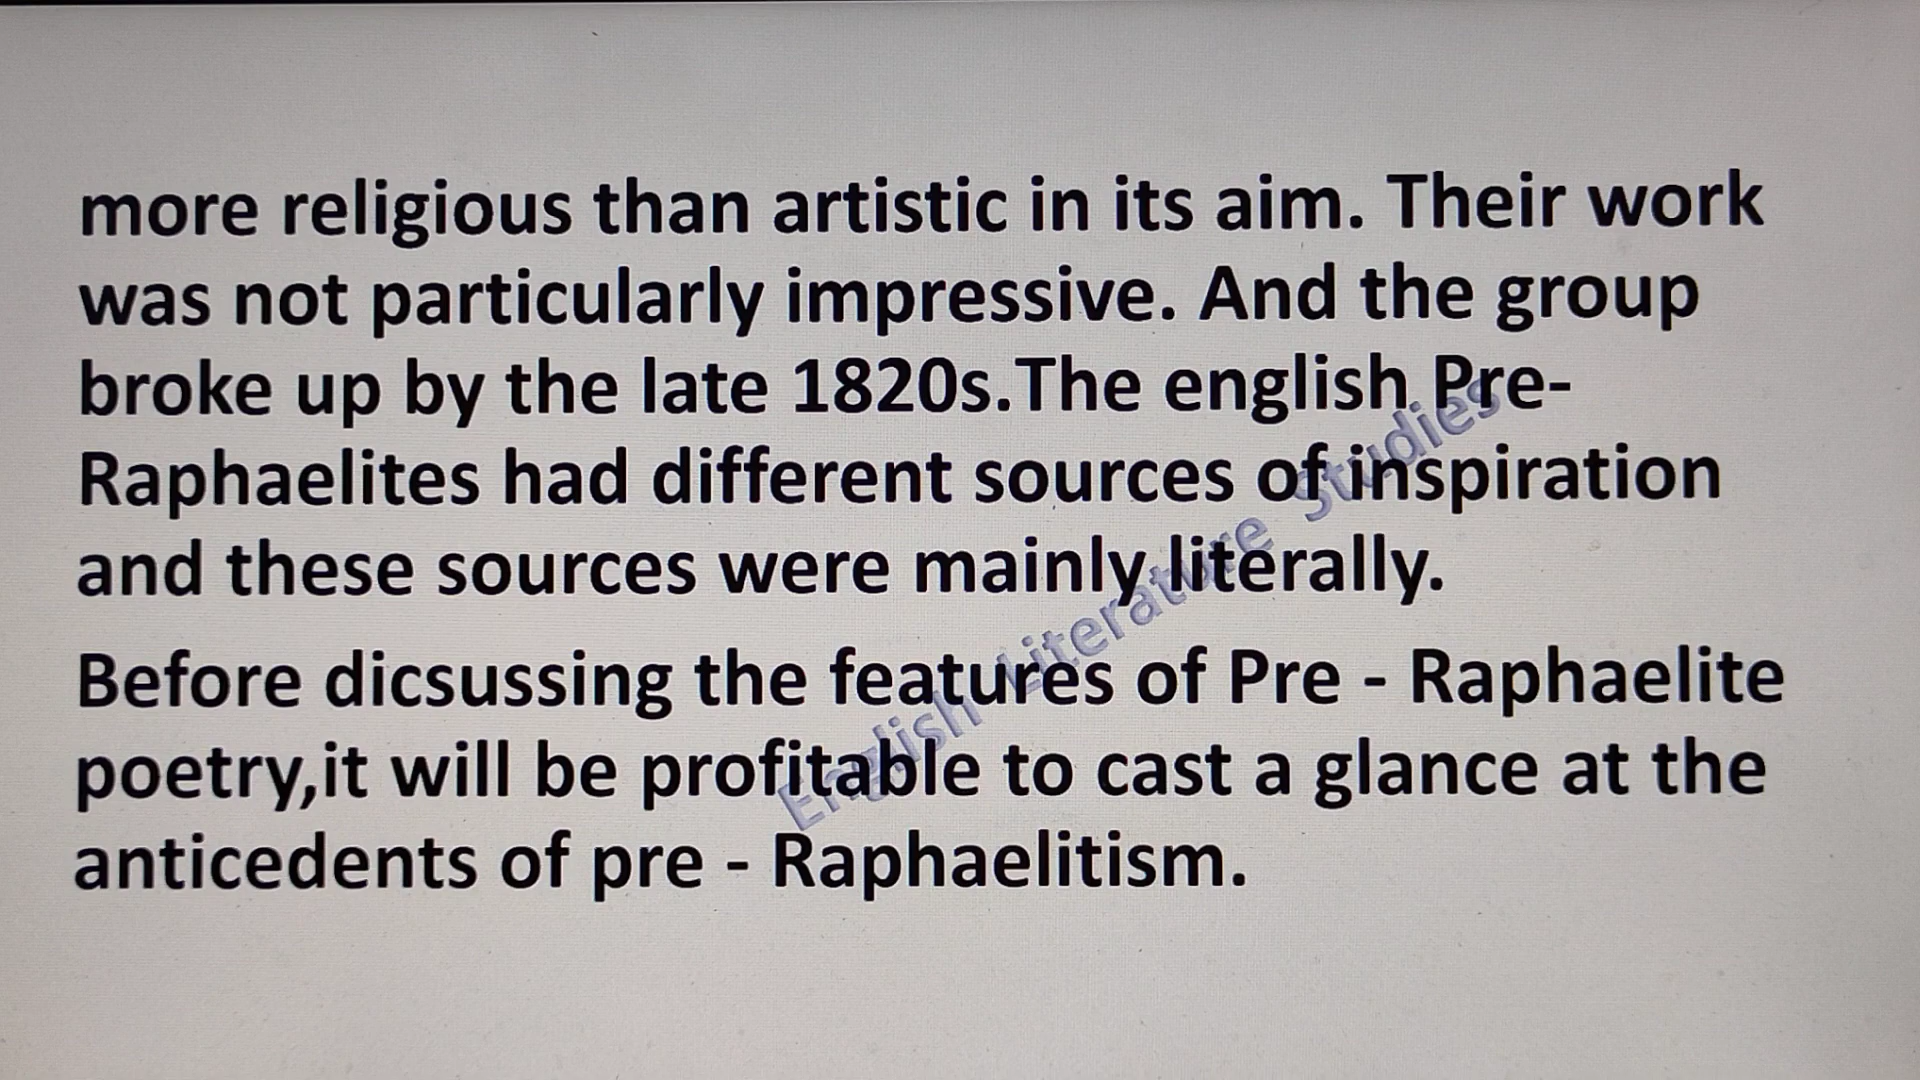 more religious than artistic in its aim. Their work
was not particularly impressive. And the group
broke up by the late 1820s.The english Pre-
Raphaelites had different sources of inspiration
and these sources were mainly literally.
Before dicsussing the features of Pre - Raphaelite
poetry,it will be profitable to cast a glance at the
anticedents of pre - Raphaelitism.
English Literature Studies